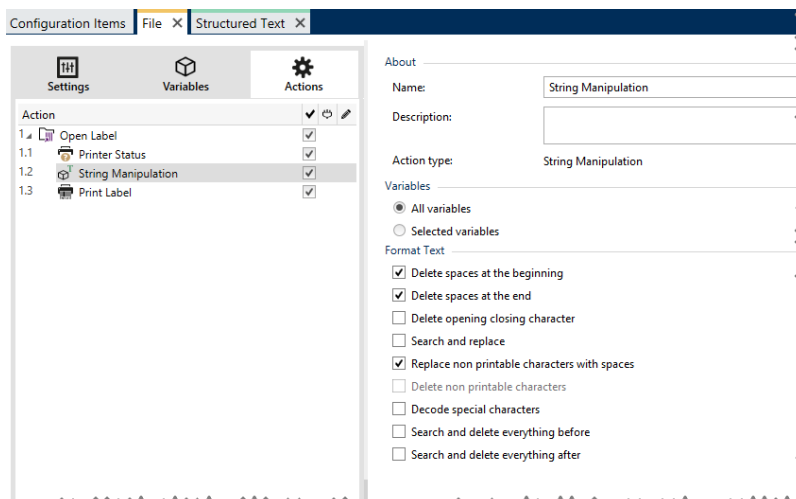 Configuration Items File Structured Text
Settings Variables Actions
Action
1 Open Label
1.1 Printer Status
1.2 String Manipulation
1.3 Print Label
About
Name: String Manipulation
Description:
Action type: String Manipulation
Variables
All variables
Selected variables
Format Text
Delete spaces at the beginning
Delete spaces at the end
Delete opening closing character
Search and replace
Replace non printable characters with spaces
Delete non printable characters
Decode special characters
Search and delete everything before
Search and delete everything after